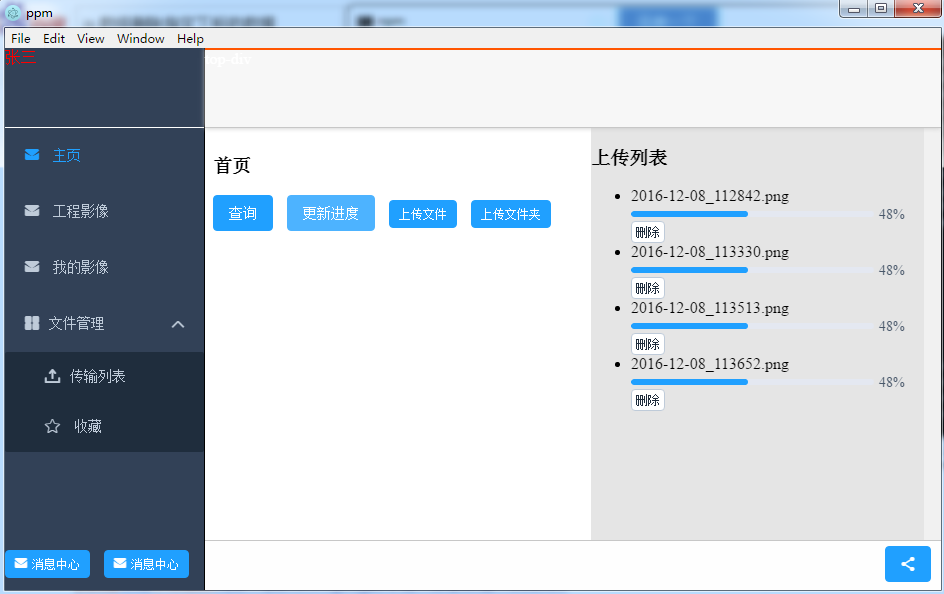 ppm
File Edit View Window Help
张三
top-div
主页
工程影像
我的影像
文件管理
传输列表
收藏
消息中心 消息中心
首页
查询 更新进度 上传文件 上传文件夹
上传列表
2016-12-08_112842.png
48%
删除
2016-12-08_113330.png
48%
删除
2016-12-08_113513.png
48%
删除
2016-12-08_113652.png
48%
删除